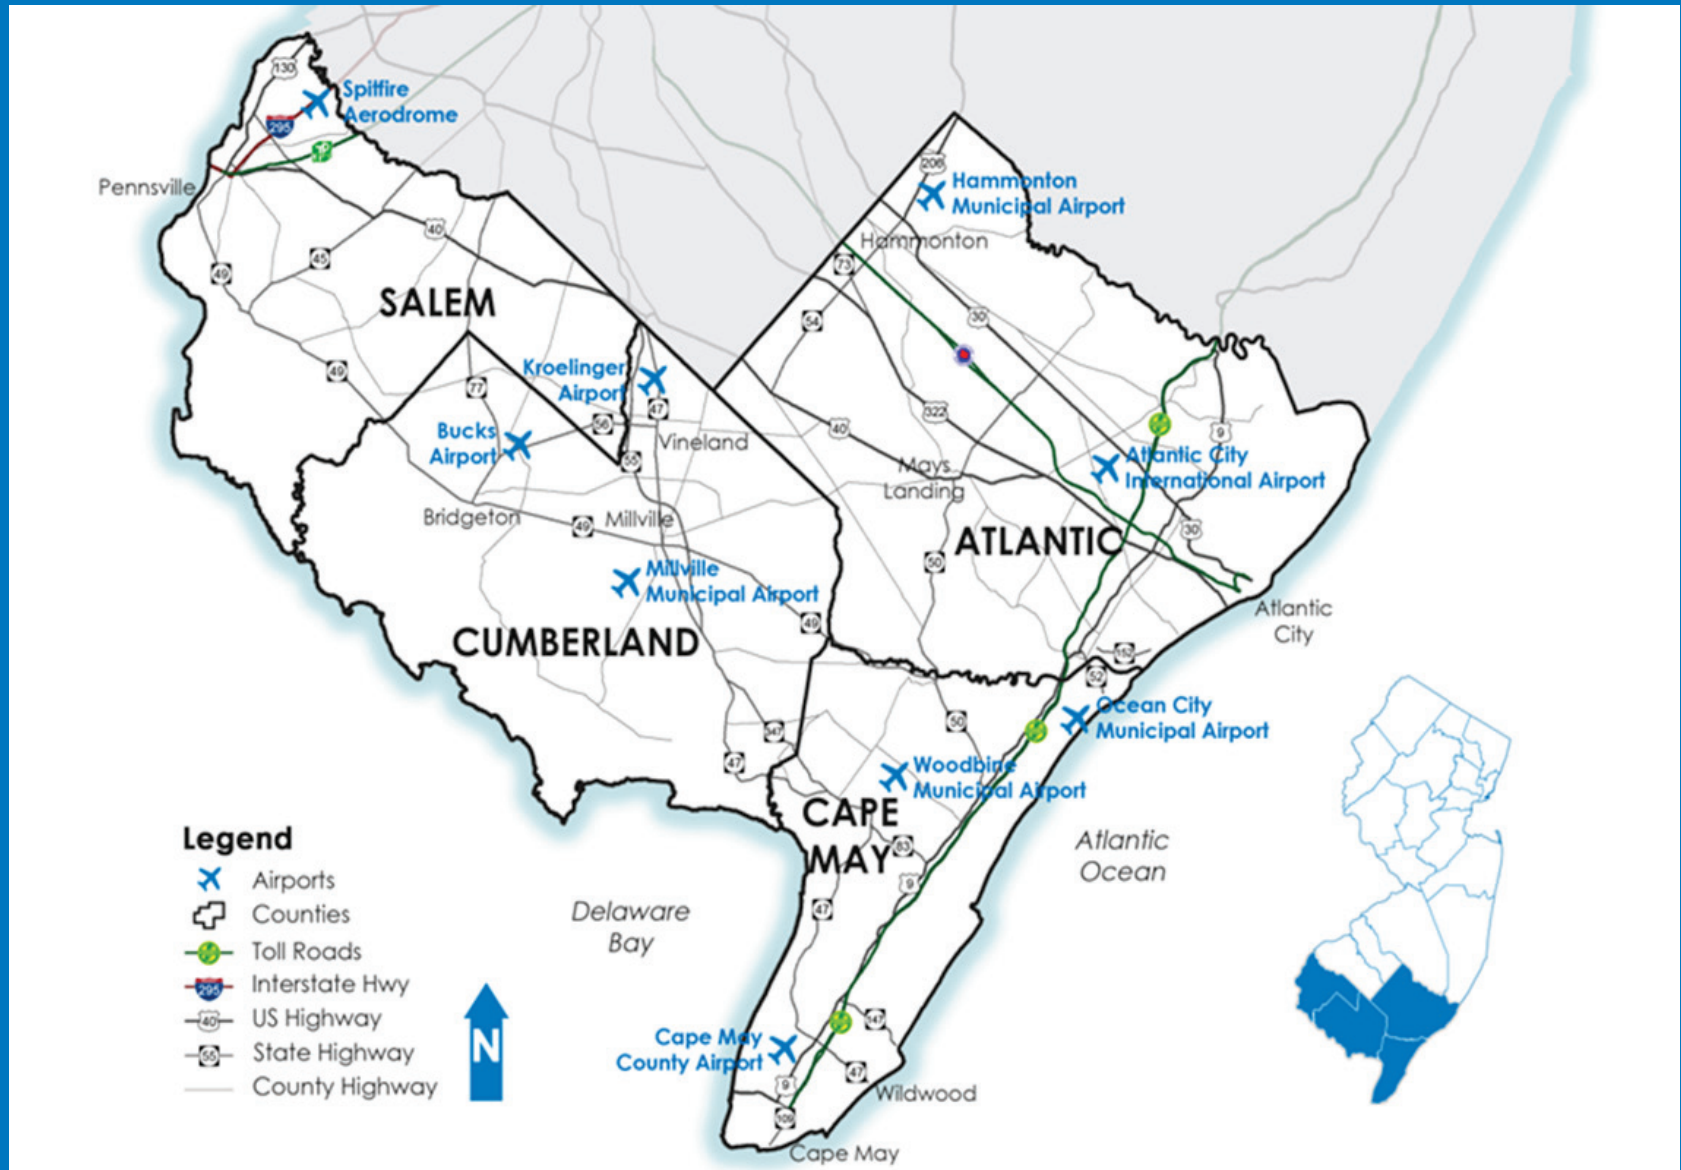 130
Spitfire
Aerodrome
295
Pennsville
206
Hammonton
Municipal Airport
Hammonton
40
45
49
73
SALEM
54
30
49
77
Kroelinger
Airport
47
322
56
40
9
Bucks
Airport
Vineland
55
Atlantic City
International Airport
Mays
Landing
Bridgeton
49
Millville
30
ATLANTIC
50
Millville
Municipal Airport
49
Atlantic
City
CUMBERLAND
152
52
Ocean City
Municipal Airport
50
347
47
Woodbine
Municipal Airport
CAPE
MAY
83
9
47
Atlantic
Ocean
Delaware
Bay
Legend
Airports
Counties
Toll Roads
295
Interstate Hwy
40
US Highway
55
State Highway
County Highway
N
147
Cape May
County Airport
47
9
Wildwood
109
Cape May